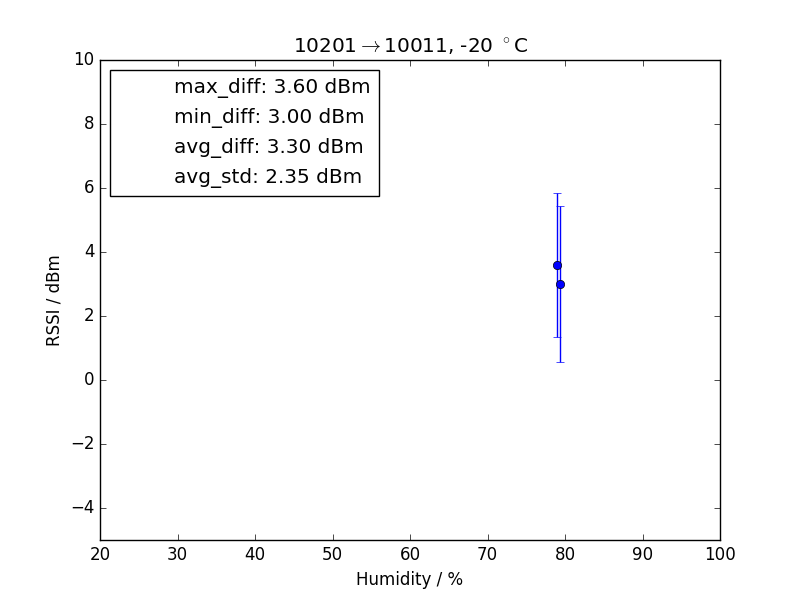 10201→10011, -20 °C
max_diff: 3.60 dBm
min_diff: 3.00 dBm
avg_diff: 3.30 dBm
avg_std: 2.35 dBm
RSSI / dBm
10
8
6
4
2
0
−2
−4
20 30 40 50 60 70 80 90 100
Humidity / %